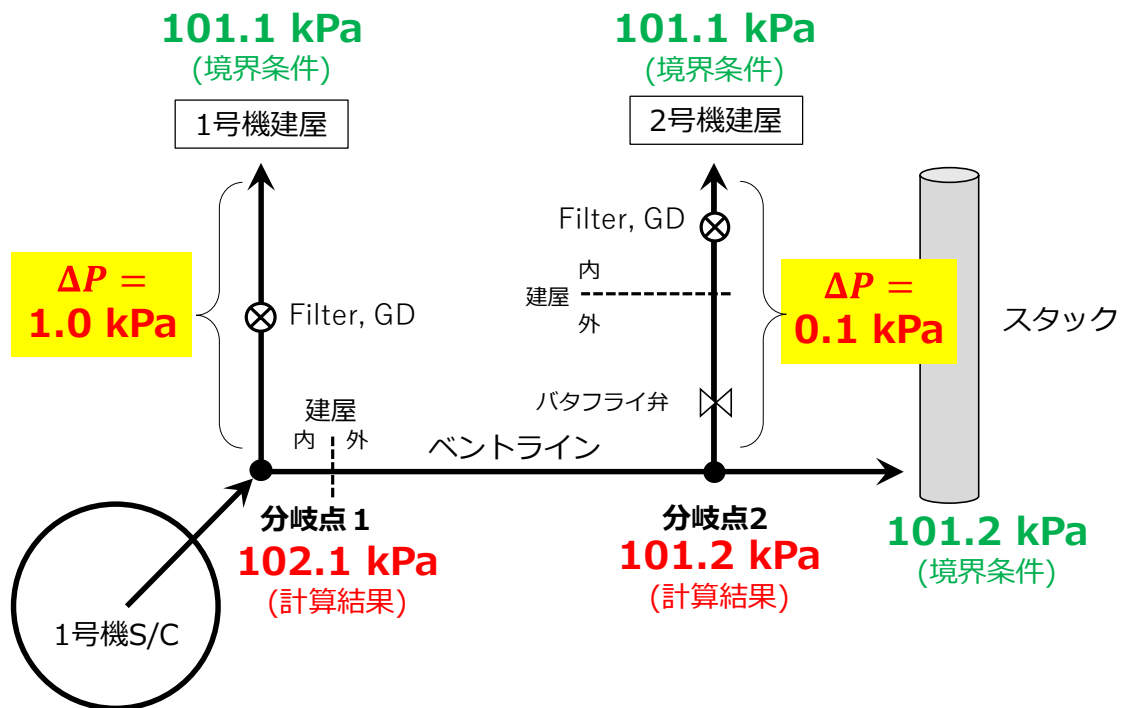 101.1 kPa
(境界条件)
1号機建屋
101.1 kPa
(境界条件)
2号機建屋
ΔP =
1.0 kPa
Filter, GD
Filter, GD
内
建屋
外
ΔP =
0.1 kPa
スタック
バタフライ弁
建屋
内 外
ベントライン
分岐点1
102.1 kPa
(計算結果)
分岐点2
101.2 kPa
(計算結果)
101.2 kPa
(境界条件)
1号機S/C